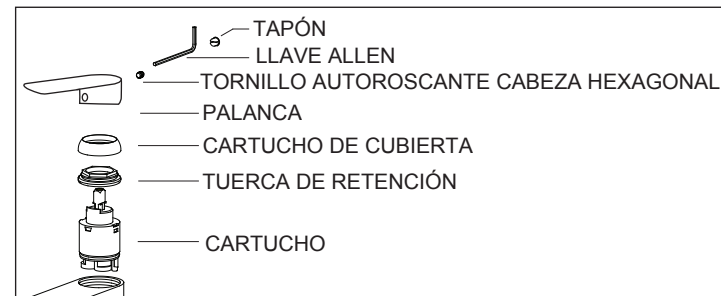 TAPÓN
LLAVE ALLEN
TORNILLO AUTOROSCANTE CABEZA HEXAGONAL
PALANCA
CARTUCHO DE CUBIERTA
TUERCA DE RETENCIÓN
CARTUCHO